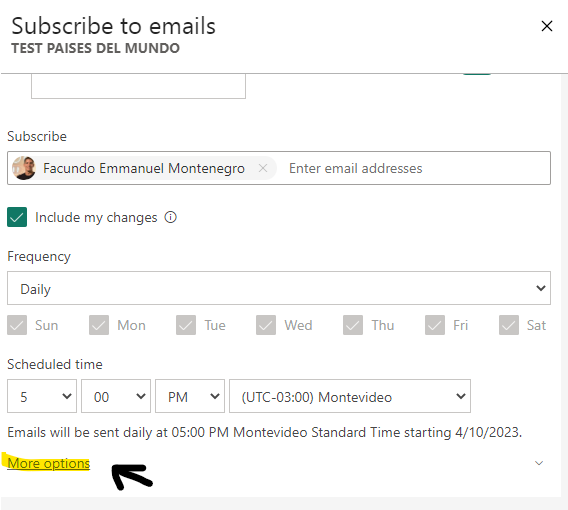 Subscribe to emails
TEST PAISES DEL MUNDO
Subscribe
Facundo Emmanuel Montenegro Enter email addresses
Include my changes
Frequency
Daily
Sun Mon Tue Wed Thu Fri Sat
Scheduled time
5 00 PM (UTC-03:00) Montevideo
Emails will be sent daily at 05:00 PM Montevideo Standard Time starting 4/10/2023.
More options